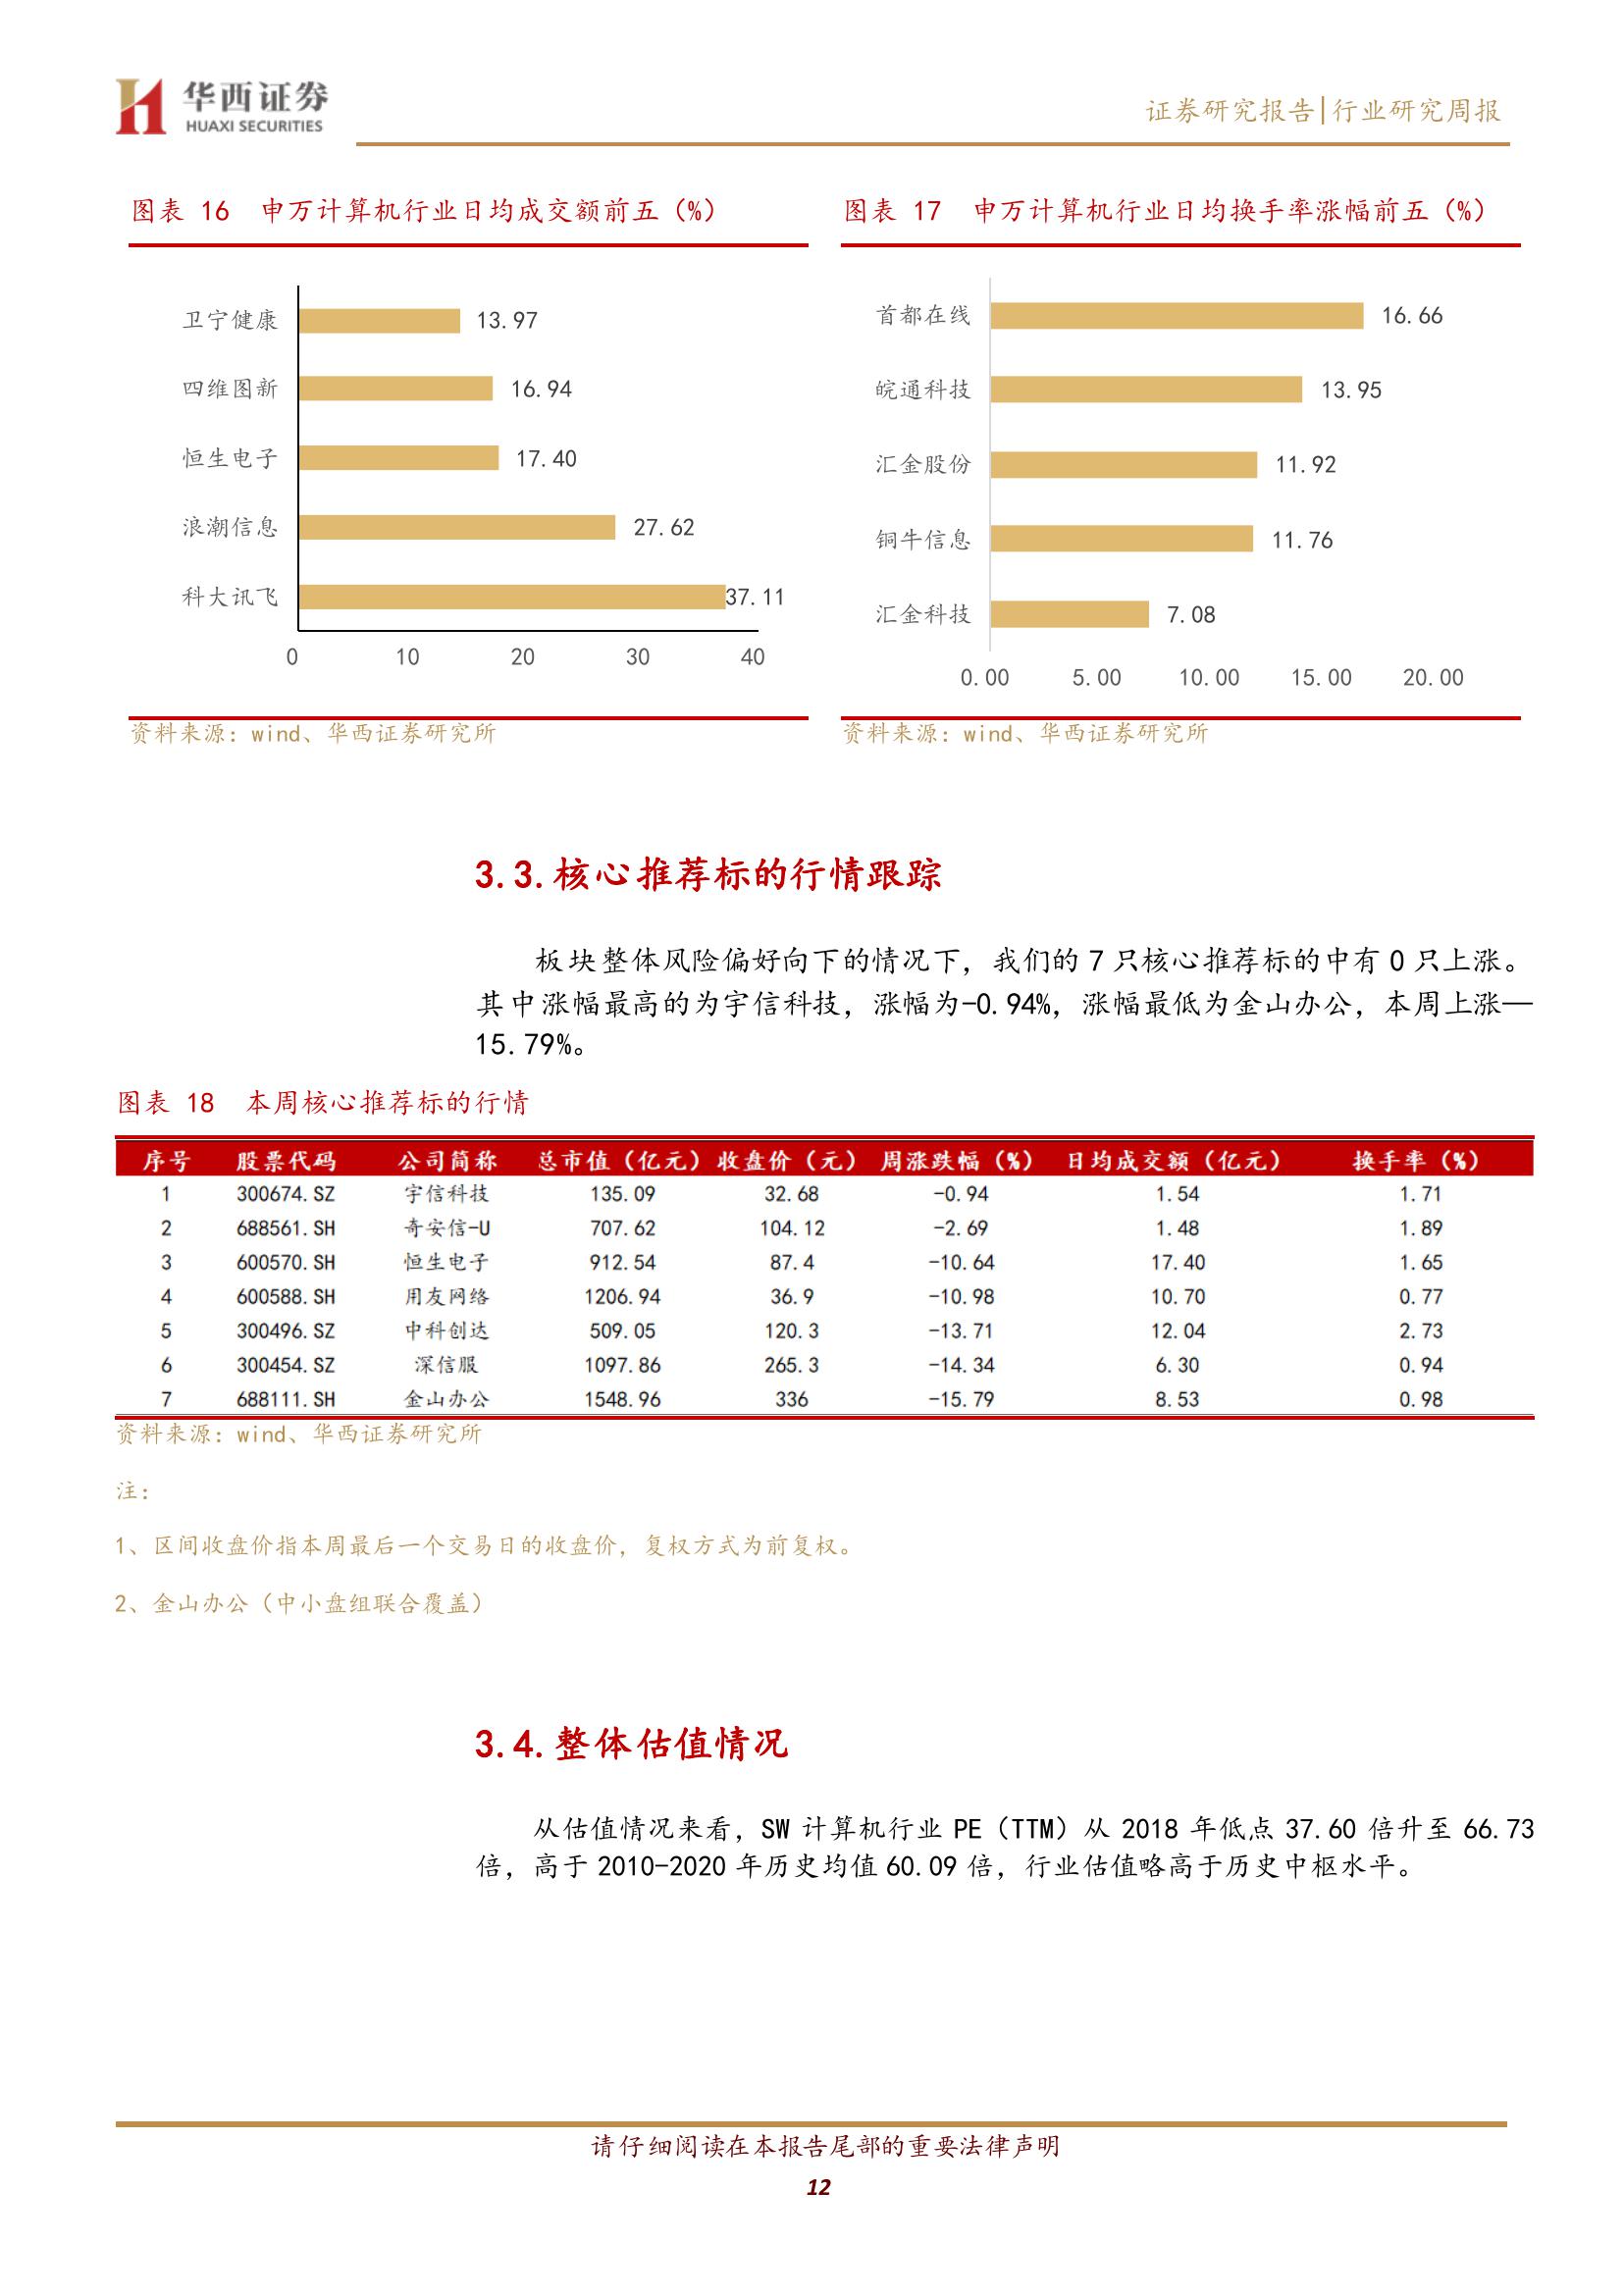 华西证券
HUAXI SECURITIES
证券研究报告|行业研究周报
图表 16 申万计算机行业日均成交额前五（%）
卫宁健康 13.97
四维图新 16.94
恒生电子 17.40
浪潮信息 27.62
科大讯飞 37.11
0 10 20 30 40
资料来源：wind、华西证券研究所
图表 17 申万计算机行业日均换手率涨幅前五（%）
首都在线 16.66
皖通科技 13.95
汇金股份 11.92
铜牛信息 11.76
汇金科技 7.08
0.00 5.00 10.00 15.00 20.00
资料来源：wind、华西证券研究所
3.3.核心推荐标的行情跟踪
板块整体风险偏好向下的情况下，我们的 7 只核心推荐标的中有 0 只上涨。
其中涨幅最高的为宇信科技，涨幅为-0.94%，涨幅最低为金山办公，本周上涨—
15.79%。
图表 18 本周核心推荐标的行情
序号 股票代码 公司简称 总市值（亿元） 收盘价（元） 周涨跌幅（%） 日均成交额（亿元） 换手率（%）
1 300674.SZ 宇信科技 135.09 32.68 -0.94 1.54 1.71
2 688561.SH 奇安信-U 707.62 104.12 -2.69 1.48 1.89
3 600570.SH 恒生电子 912.54 87.4 -10.64 17.40 1.65
4 600588.SH 用友网络 1206.94 36.9 -10.98 10.70 0.77
5 300496.SZ 中科创达 509.05 120.3 -13.71 12.04 2.73
6 300454.SZ 深信服 1097.86 265.3 -14.34 6.30 0.94
7 688111.SH 金山办公 1548.96 336 -15.79 8.53 0.98
资料来源：wind、华西证券研究所
注：
1、区间收盘价指本周最后一个交易日的收盘价，复权方式为前复权。
2、金山办公（中小盘组联合覆盖）
3.4.整体估值情况
从估值情况来看，SW 计算机行业 PE（TTM）从 2018 年低点 37.60 倍升至 66.73
倍，高于 2010-2020 年历史均值 60.09 倍，行业估值略高于历史中枢水平。
请仔细阅读在本报告尾部的重要法律声明
12